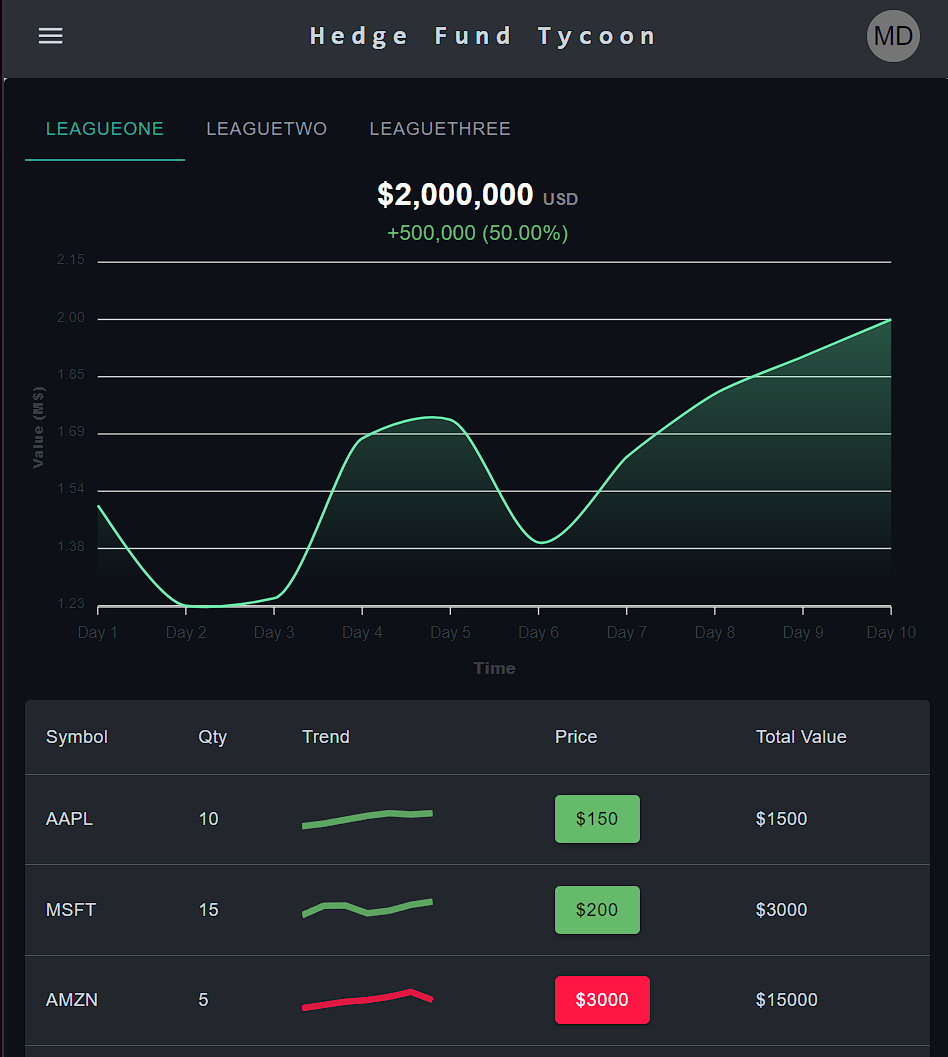 Hedge Fund Tycoon
MD
LEAGUEONE LEAGUETWO LEAGUETHREE
$2,000,000 USD
+500,000 (50.00%)
2.15
2.00
1.85
1.69
1.54
1.38
1.23
Value (M$)
Day 1 Day 2 Day 3 Day 4 Day 5 Day 6 Day 7 Day 8 Day 9 Day 10
Time
Symbol Qty Trend Price Total Value
AAPL 10 $150 $1500
MSFT 15 $200 $3000
AMZN 5 $3000 $15000